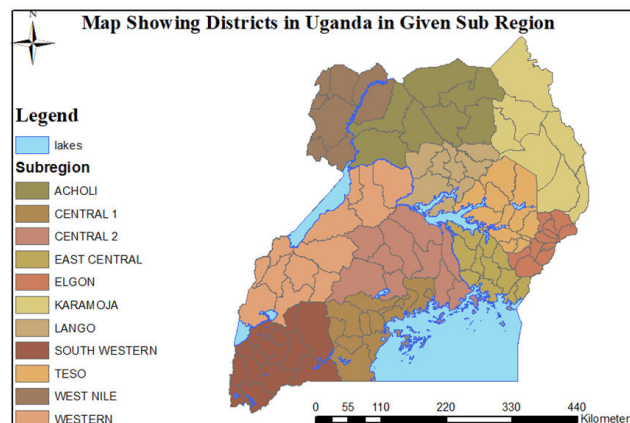 Map Showing Districts in Uganda in Given Sub Region
N
Legend
lakes
Subregion
ACHOLI
CENTRAL 1
CENTRAL 2
EAST CENTRAL
ELGON
KARAMOJA
LANGO
SOUTH WESTERN
TESO
WEST NILE
WESTERN
0 55 110 220 330 440
Kilometer